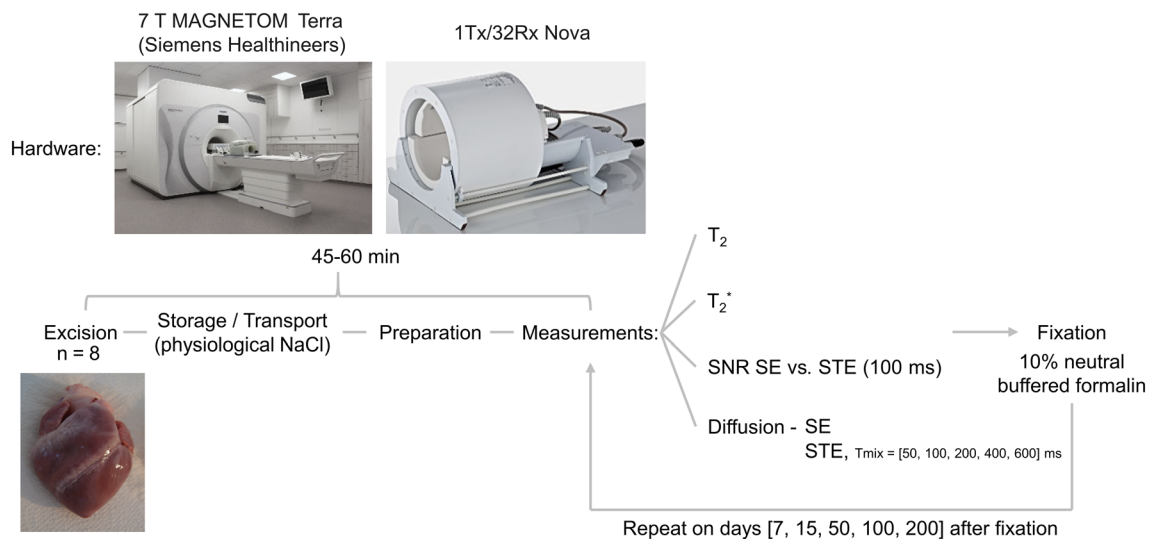 7 T MAGNETOM Terra
(Siemens Healthineers)
1Tx/32Rx Nova
Hardware:
45-60 min
Excision
n = 8
Storage / Transport
(physiological NaCl)
Preparation
Measurements:
T2
T2*
SNR SE vs. STE (100 ms)
Diffusion - SE
STE, Tmix = [50, 100, 200, 400, 600] ms
Fixation
10% neutral
buffered formalin
Repeat on days [7, 15, 50, 100, 200] after fixation